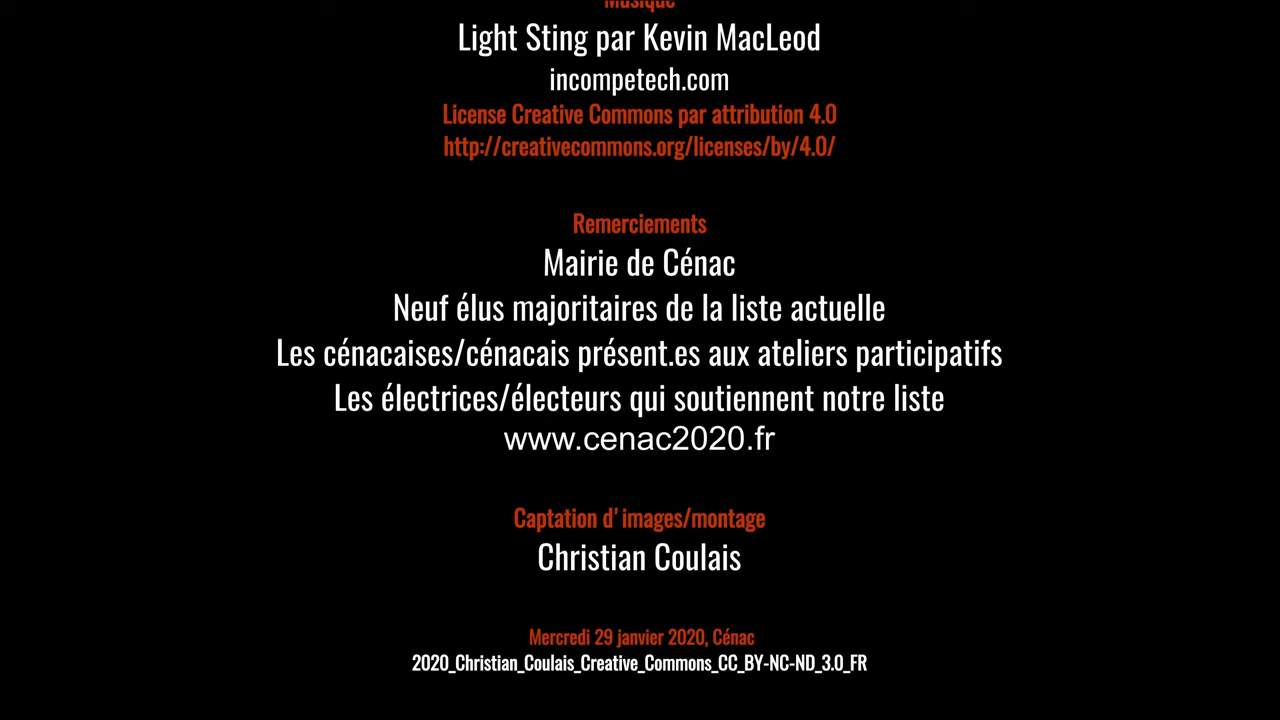 Musique
Light Sting par Kevin MacLeod
incompetech.com
License Creative Commons par attribution 4.0
http://creativecommons.org/licenses/by/4.0/
Remerciements
Mairie de Cénac
Neuf élus majoritaires de la liste actuelle
Les cénacaises/cénacais présent.es aux ateliers participatifs
Les électrices/électeurs qui soutiennent notre liste
www.cenac2020.fr
Captation d'images/montage
Christian Coulais
Mercredi 29 janvier 2020, Cénac
2020_Christian_Coulais_Creative_Commons_CC_BY-NC-ND_3.0_FR